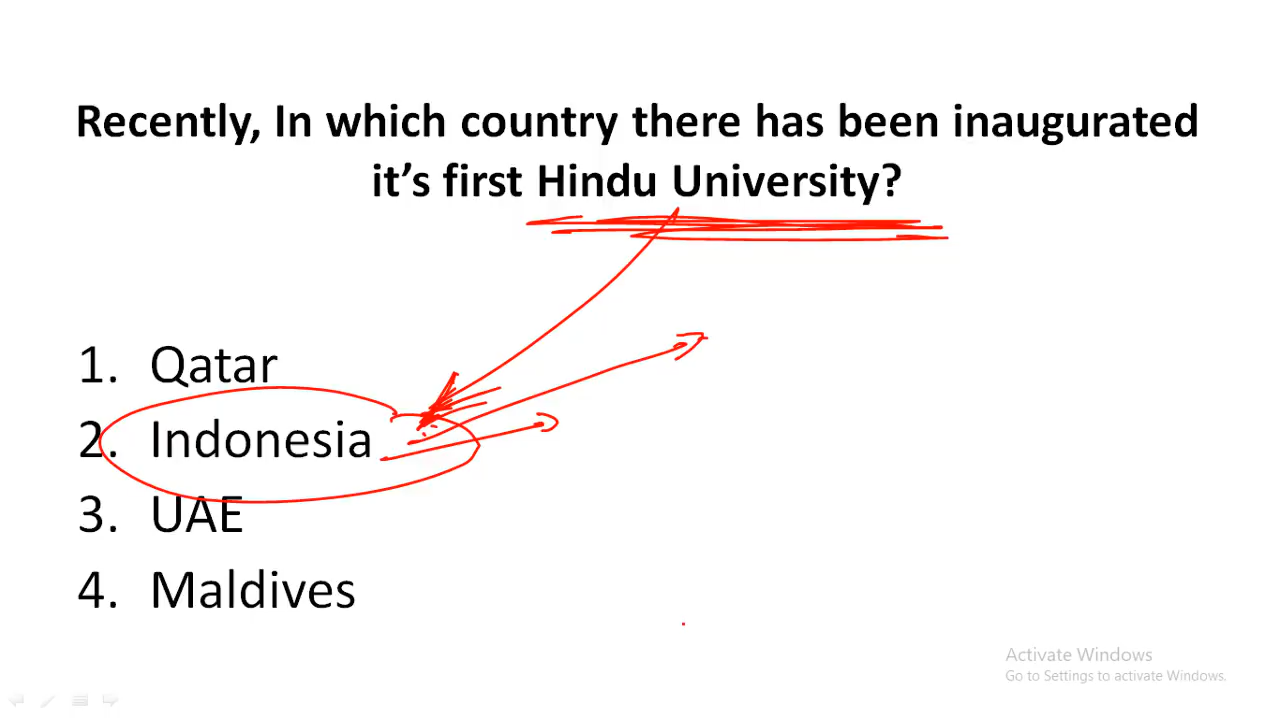 Recently, In which country there has been inaugurated
it’s first Hindu University?
1. Qatar
2. Indonesia
3. UAE
4. Maldives
Activate Windows
Go to Settings to activate Windows.